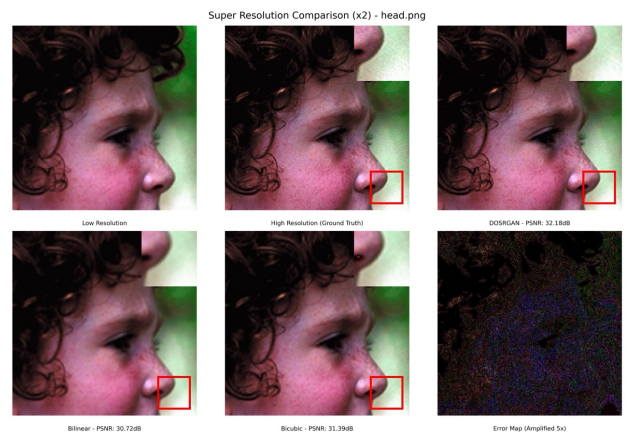 Super Resolution Comparison (x2) - head.png
Low Resolution
High Resolution (Ground Truth)
DOSRGAN - PSNR: 32.18dB
Bilinear - PSNR: 30.72dB
Bicubic - PSNR: 31.39dB
Error Map (Amplified 5x)